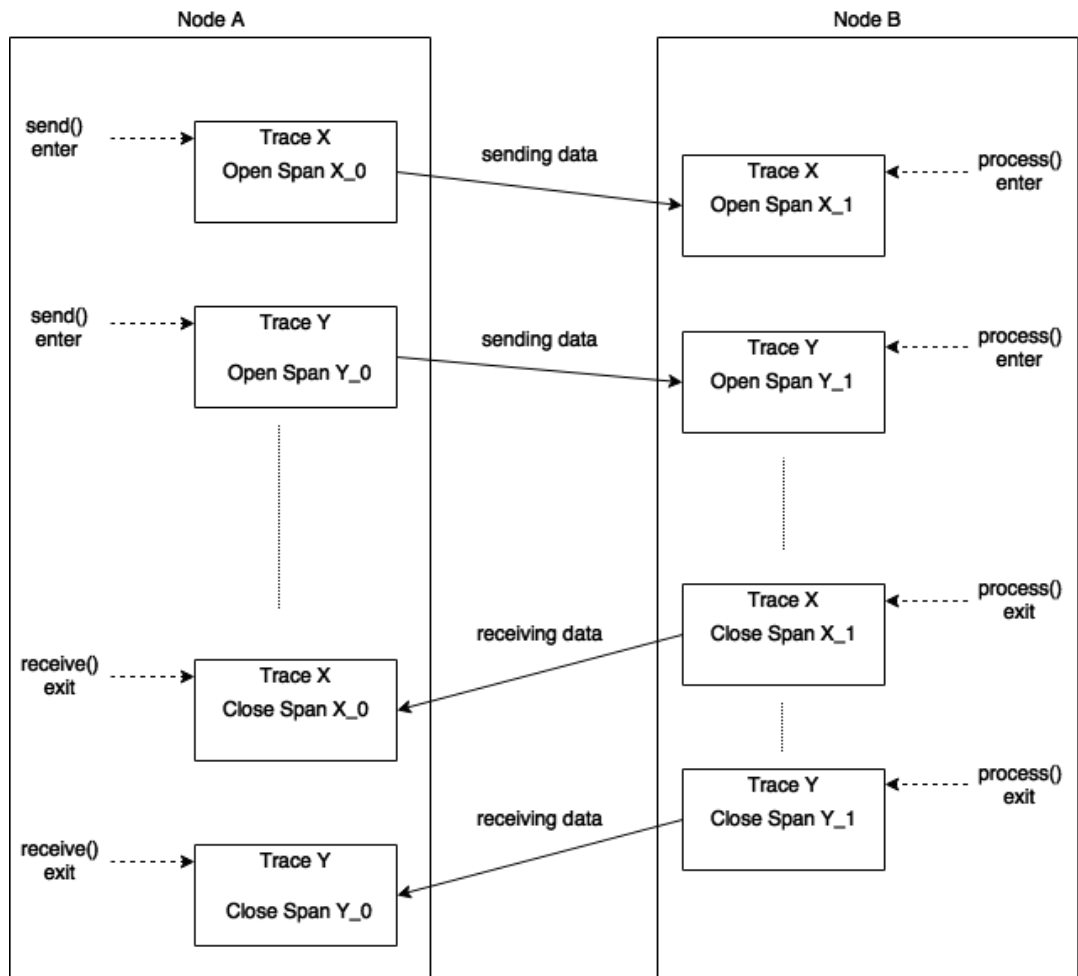 Node A
Node B
send()
enter
Trace X
Open Span X_0
sending data
Trace X
Open Span X_1
process()
enter
send()
enter
Trace Y
Open Span Y_0
sending data
Trace Y
Open Span Y_1
process()
enter
Trace X
Close Span X_1
process()
exit
receiving data
receive()
exit
Trace X
Close Span X_0
Trace Y
Close Span Y_1
process()
exit
receiving data
receive()
exit
Trace Y
Close Span Y_0